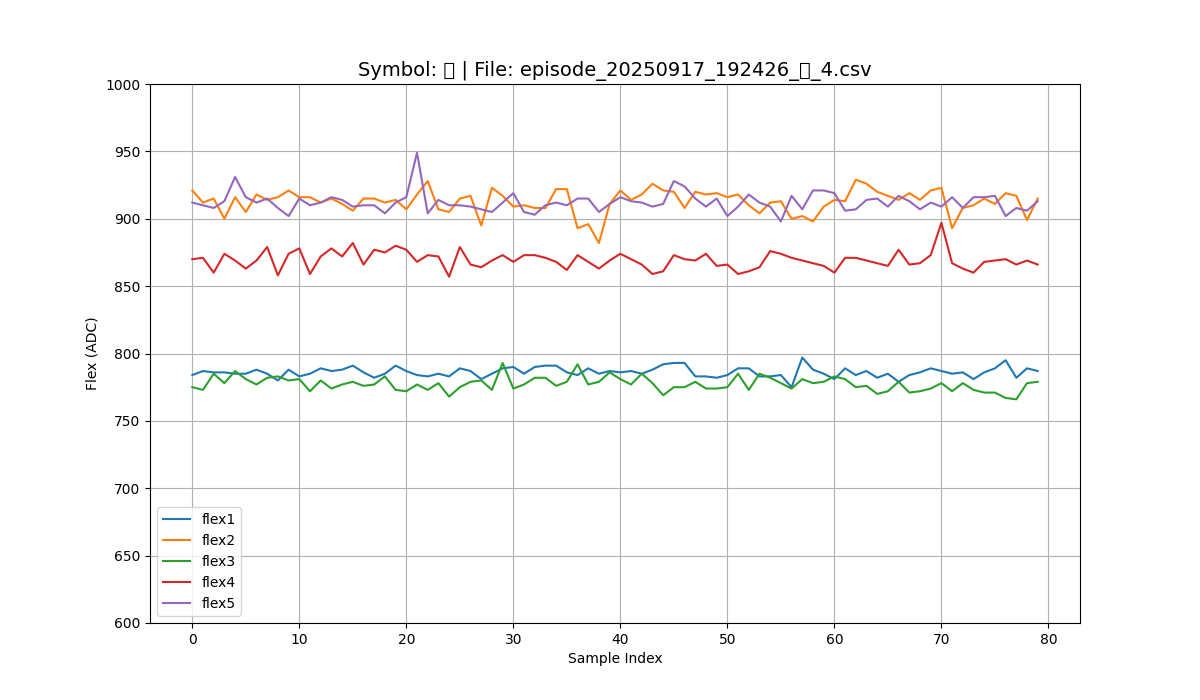 Symbol: | File: episode_20250917_192426_ _4.csv
1000
950
900
850
800
750
700
650
600
Flex (ADC)
flex1
flex2
flex3
flex4
flex5
0 10 20 30 40 50 60 70 80
Sample Index